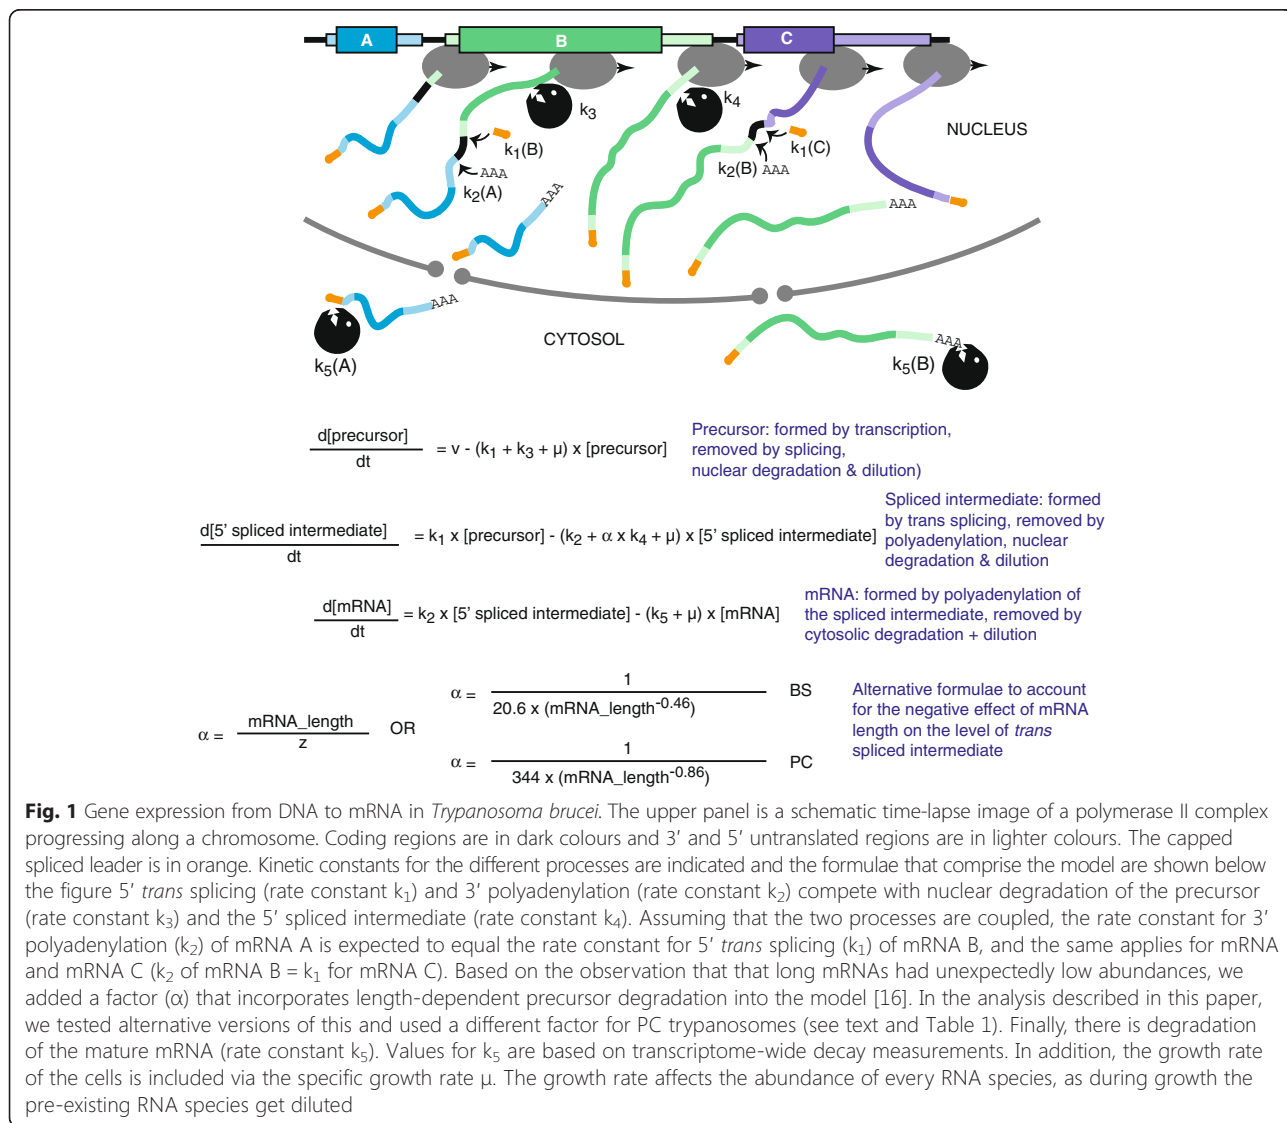 A
B
C
k3
k4
NUCLEUS
k1(B)
k1(C)
k2(B) AAA
AAA
k2(A)
AAA
AAA
AAA
CYTOSOL
AAA
k5(A)
k5(B)
d[precursor]
dt
= v - (k1 + k3 + μ) x [precursor]
Precursor: formed by transcription,
removed by splicing,
nuclear degradation & dilution)
d[5' spliced intermediate]
dt
= k1 x [precursor] - (k2 + α x k4 + μ) x [5' spliced intermediate]
Spliced intermediate: formed
by trans splicing, removed by
polyadenylation, nuclear
degradation & dilution
d[mRNA]
dt
= k2 x [5' spliced intermediate] - (k5 + μ) x [mRNA]
mRNA: formed by polyadenylation of
the spliced intermediate, removed by
cytosolic degradation + dilution
α = mRNA_length
z
OR
α = 1
20.6 x (mRNA_length-0.46)
BS
α = 1
344 x (mRNA_length-0.86)
PC
Alternative formulae to account
for the negative effect of mRNA
length on the level of trans
spliced intermediate
Fig. 1 Gene expression from DNA to mRNA in Trypanosoma brucei. The upper panel is a schematic time-lapse image of a polymerase II complex
progressing along a chromosome. Coding regions are in dark colours and 3′ and 5′ untranslated regions are in lighter colours. The capped
spliced leader is in orange. Kinetic constants for the different processes are indicated and the formulae that comprise the model are shown below
the figure 5′ trans splicing (rate constant k1) and 3′ polyadenylation (rate constant k2) compete with nuclear degradation of the precursor
(rate constant k3) and the 5′ spliced intermediate (rate constant k4). Assuming that the two processes are coupled, the rate constant for 3′
polyadenylation (k2) of mRNA A is expected to equal the rate constant for 5′ trans splicing (k1) of mRNA B, and the same applies for mRNA
and mRNA C (k2 of mRNA B = k1 for mRNA C). Based on the observation that that long mRNAs had unexpectedly low abundances, we
added a factor (α) that incorporates length-dependent precursor degradation into the model [16]. In the analysis described in this paper,
we tested alternative versions of this and used a different factor for PC trypanosomes (see text and Table 1). Finally, there is degradation
of the mature mRNA (rate constant k5). Values for k5 are based on transcriptome-wide decay measurements. In addition, the growth rate
of the cells is included via the specific growth rate μ. The growth rate affects the abundance of every RNA species, as during growth the
pre-existing RNA species get diluted